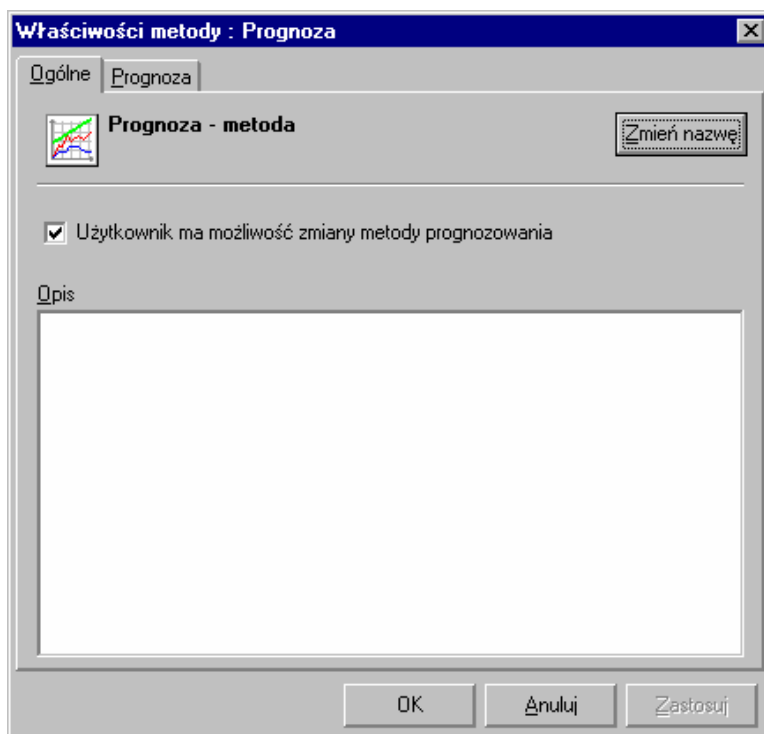 Właściwości metody : Prognoza
Ogólne Prognoza
Prognoza - metoda
Zmień nazwę
Użytkownik ma możliwość zmiany metody prognozowania
Opis
OK Anuluj Zastosuj